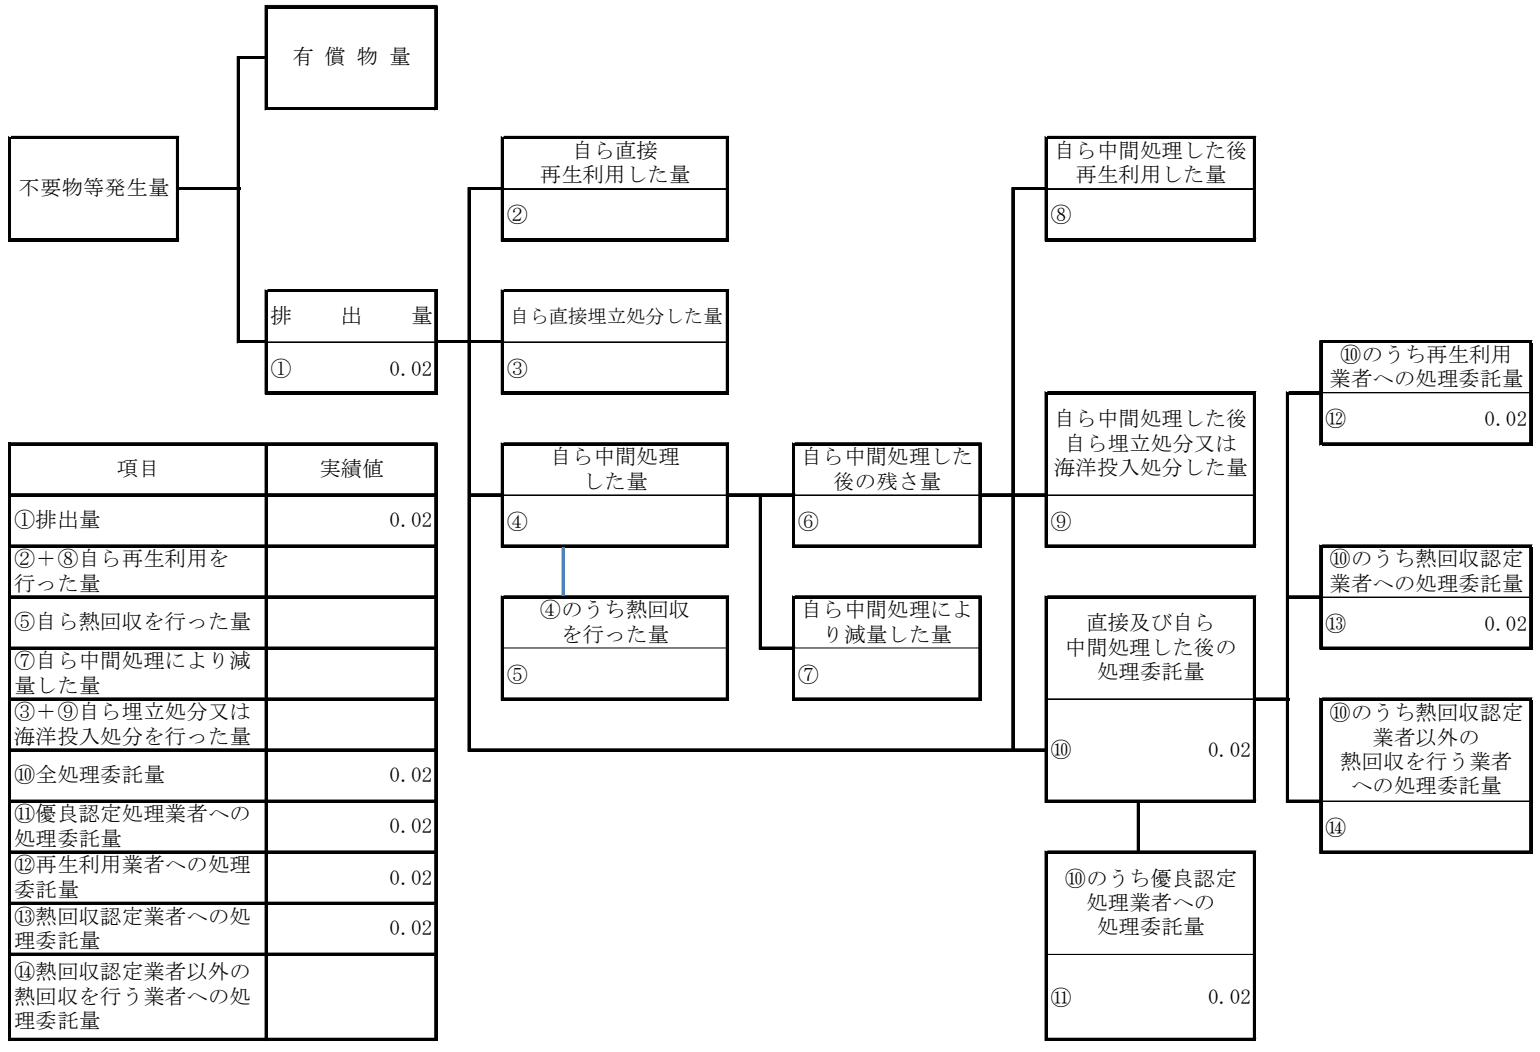 有 償 物 量
不要物等発生量
排 出 量
① 0.02
自ら直接
再生利用した量
②
自ら直接埋立処分した量
③
自ら中間処理
した量
④
④のうち熱回収
を行った量
⑤
自ら中間処理した
後の残さ量
⑥
自ら中間処理によ
り減量した量
⑦
自ら中間処理した後
再生利用した量
⑧
自ら中間処理した後
自ら埋立処分又は
海洋投入処分した量
⑨
直接及び自ら
中間処理した後の
処理委託量
⑩ 0.02
⑩のうち優良認定
処理業者への
処理委託量
⑪ 0.02
⑩のうち再生利用
業者への処理委託量
⑫ 0.02
⑩のうち熱回収認定
業者への処理委託量
⑬ 0.02
⑩のうち熱回収認定
業者以外の
熱回収を行う業者
への処理委託量
⑭
項目 実績値
①排出量 0.02
②+⑧自ら再生利用を
行った量
⑤自ら熱回収を行った量
⑦自ら中間処理により減
量した量
③+⑨自ら埋立処分又は
海洋投入処分を行った量
⑩全処理委託量 0.02
⑪優良認定処理業者への
処理委託量 0.02
⑫再生利用業者への処理
委託量 0.02
⑬熱回収認定業者への処
理委託量 0.02
⑭熱回収認定業者以外の
熱回収を行う業者への処
理委託量